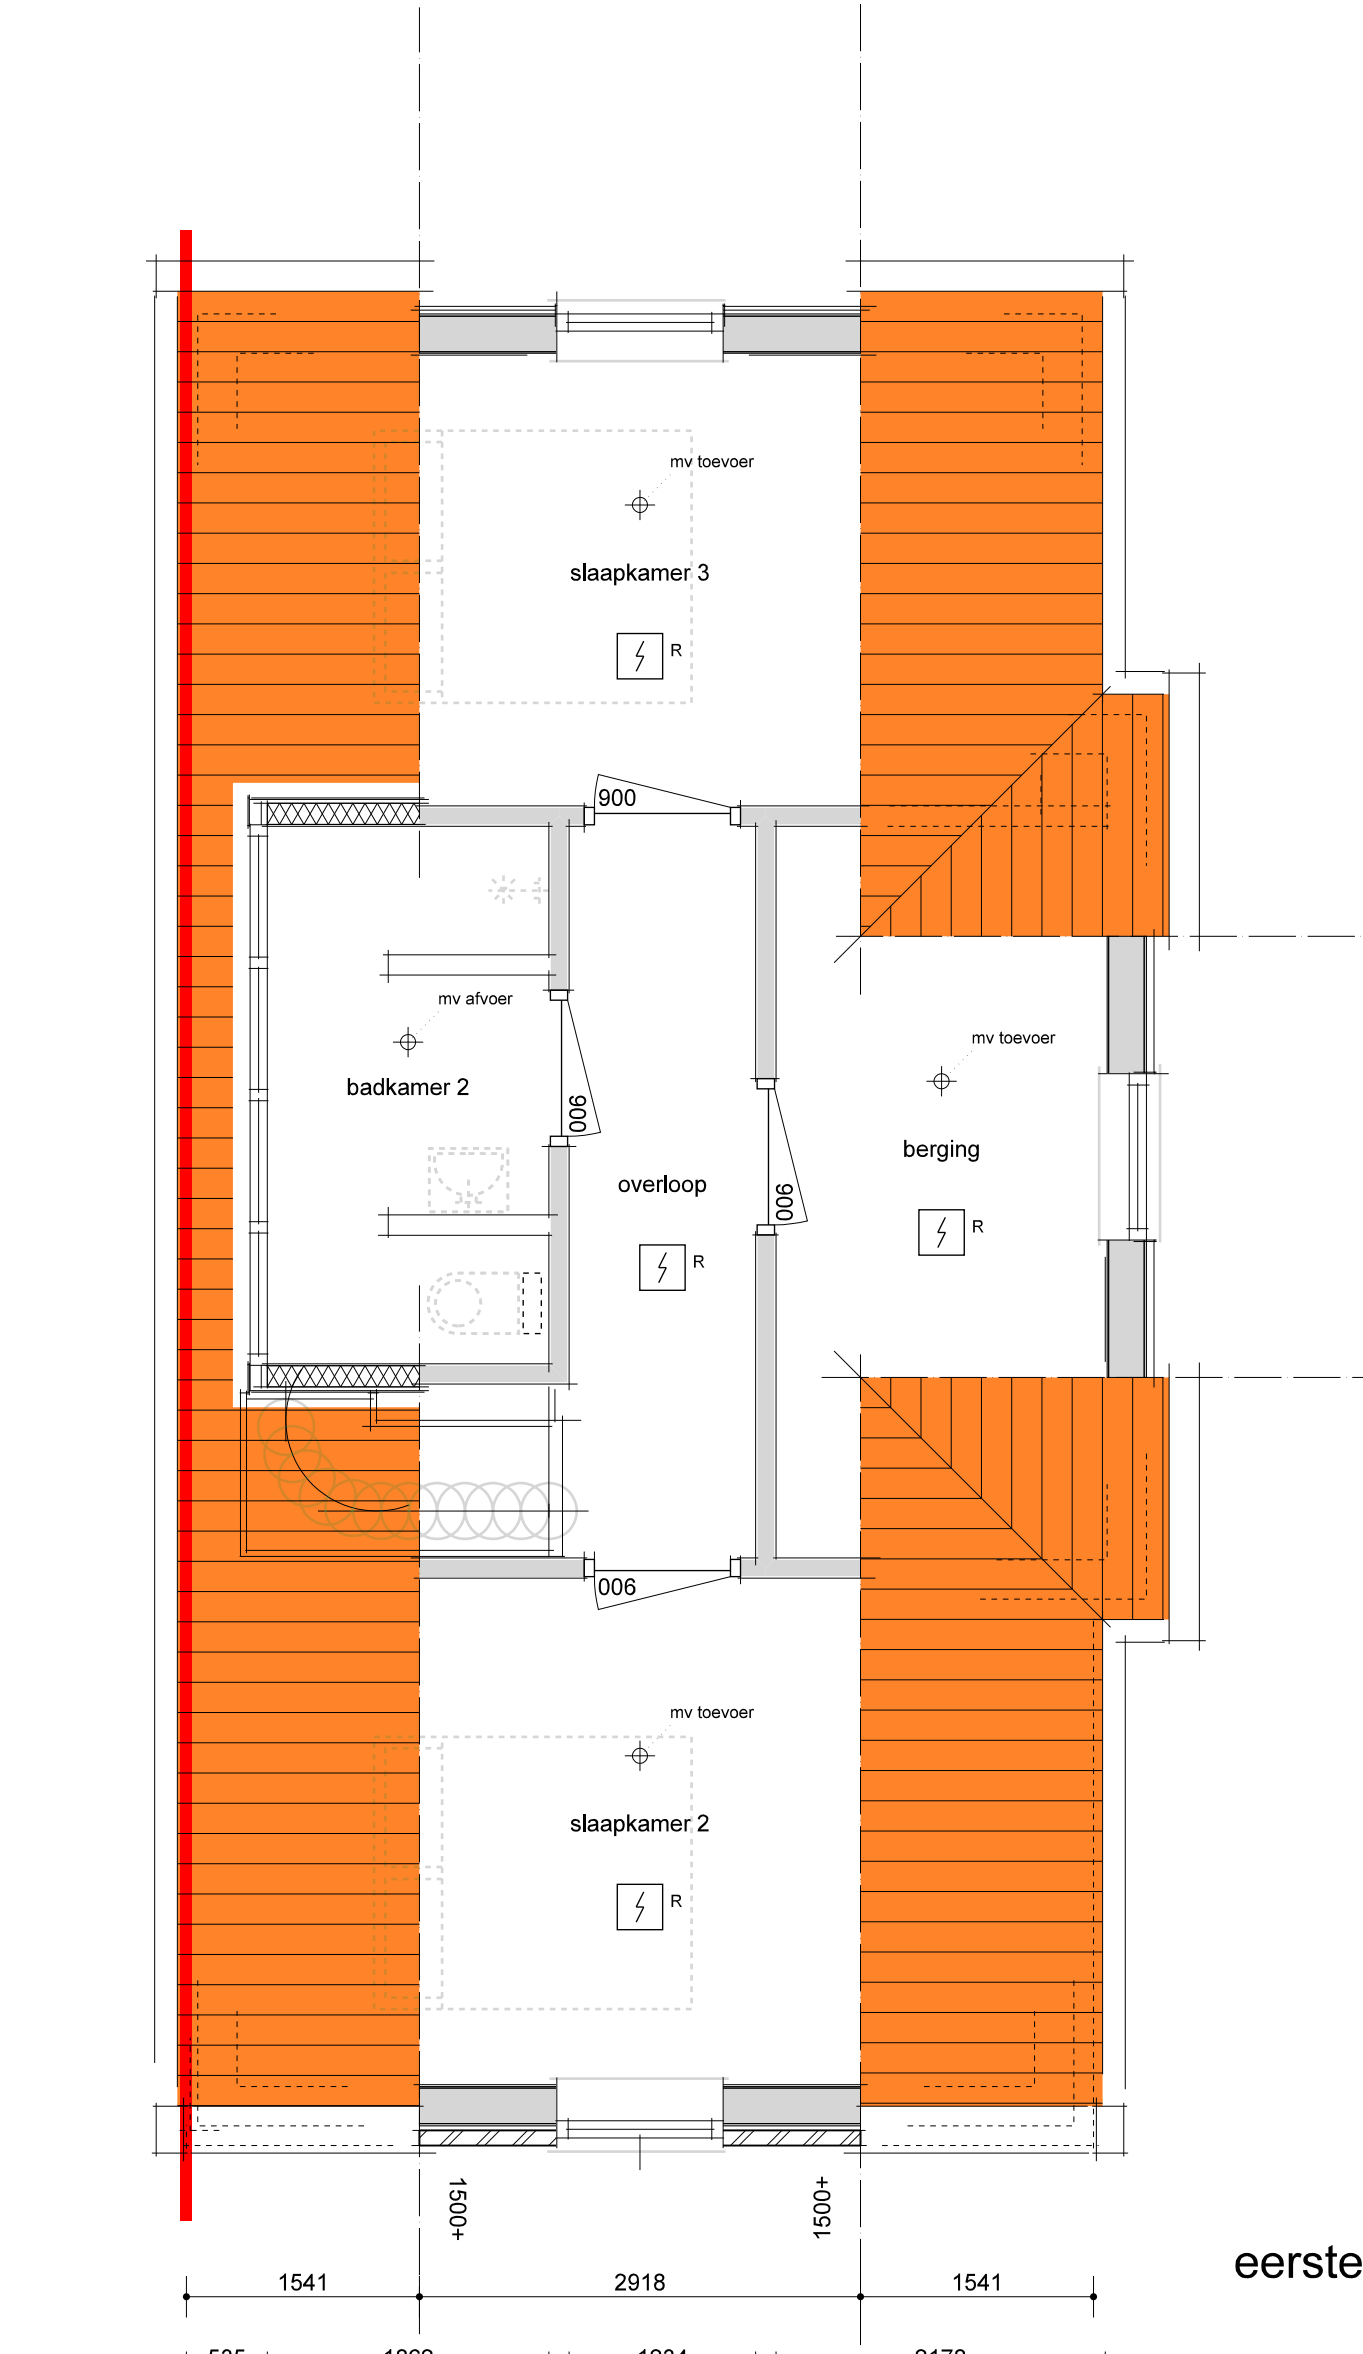 mv toevoer
slaapkamer 3
R
900
mv afvoer
badkamer 2
900
mv toevoer
berging
overloop
900
R
R
900
mv toevoer
slaapkamer 2
R
1500+
1500+
eerste
1541
2918
1541